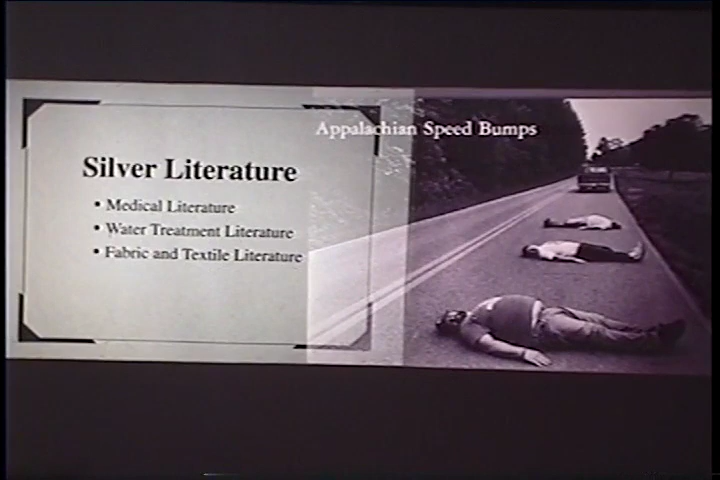 Appalachian Speed Bumps
Silver Literature
• Medical Literature
• Water Treatment Literature
• Fabric and Textile Literature